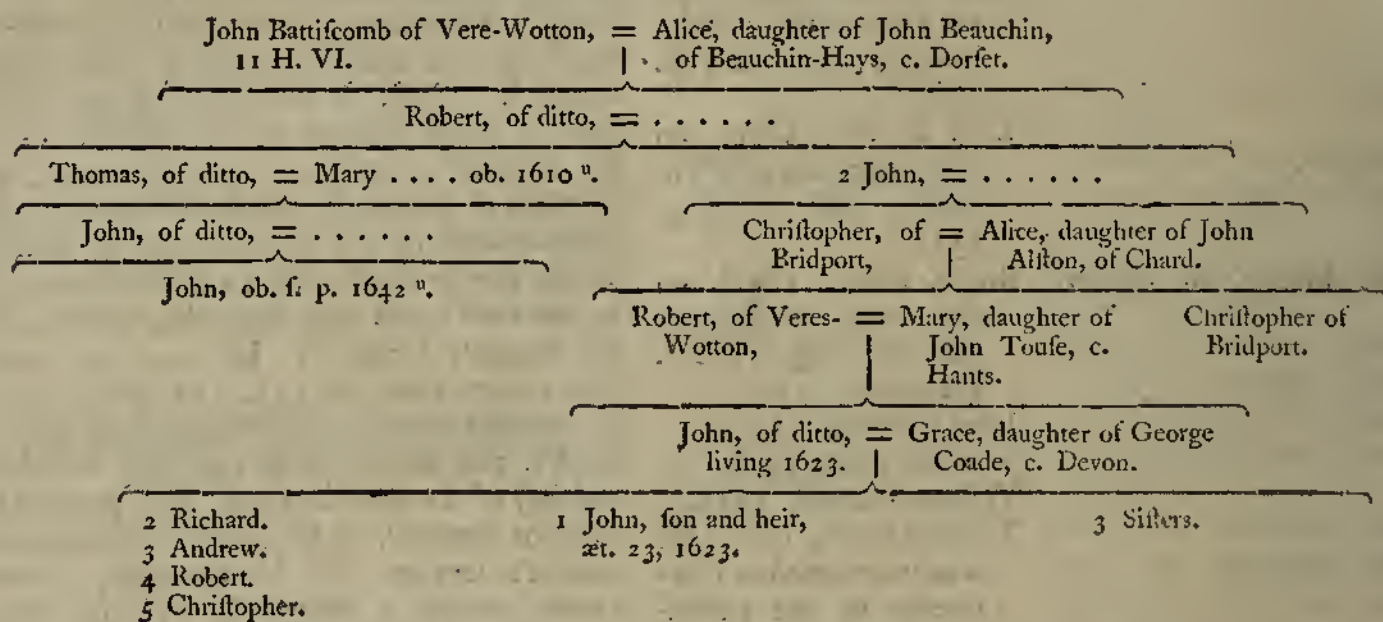 John Battiſcomb of Vere-Wotton, = Alice, daughter of John Beauchin,
11 H. VI. of Beauchin-Hays, c. Dorſet.
Robert, of ditto, = . . . . . .
Thomas, of ditto, = Mary . . . . ob. 1610 ᵘ. 2 John, = . . . . . .
John, of ditto, = . . . . . . Chriſtopher, of = Alice, daughter of John
Bridport, Alſton, of Chard.
John, ob. ſ. p. 1642 ᵘ.
Robert, of Veres- = Mary, daughter of Chriſtopher of
Wotton, John Touſe, c. Bridport.
Hants.
John, of ditto, = Grace, daughter of George
living 1623. Coade, c. Devon.
2 Richard. 1 John, ſon and heir, 3 Siſters.
3 Andrew. æt. 23, 1623.
4 Robert.
5 Chriſtopher.